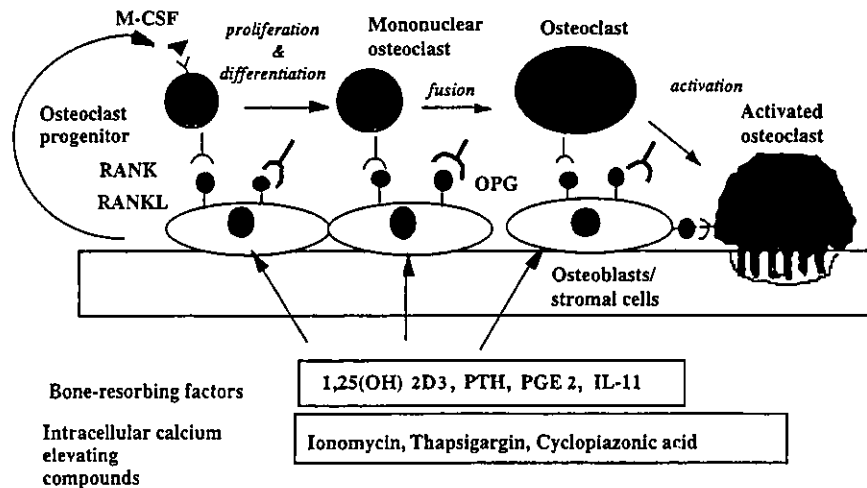 M-CSF
proliferation
&
differentiation
Mononuclear
osteoclast
Osteoclast
fusion
activation
Osteoclast
progenitor
Activated
osteoclast
RANK
RANKL
OPG
Osteoblasts/
stromal cells
Bone-resorbing factors
1,25(OH) 2D3, PTH, PGE 2, IL-11
Intracellular calcium
elevating
compounds
Ionomycin, Thapsigargin, Cyclopiazonic acid